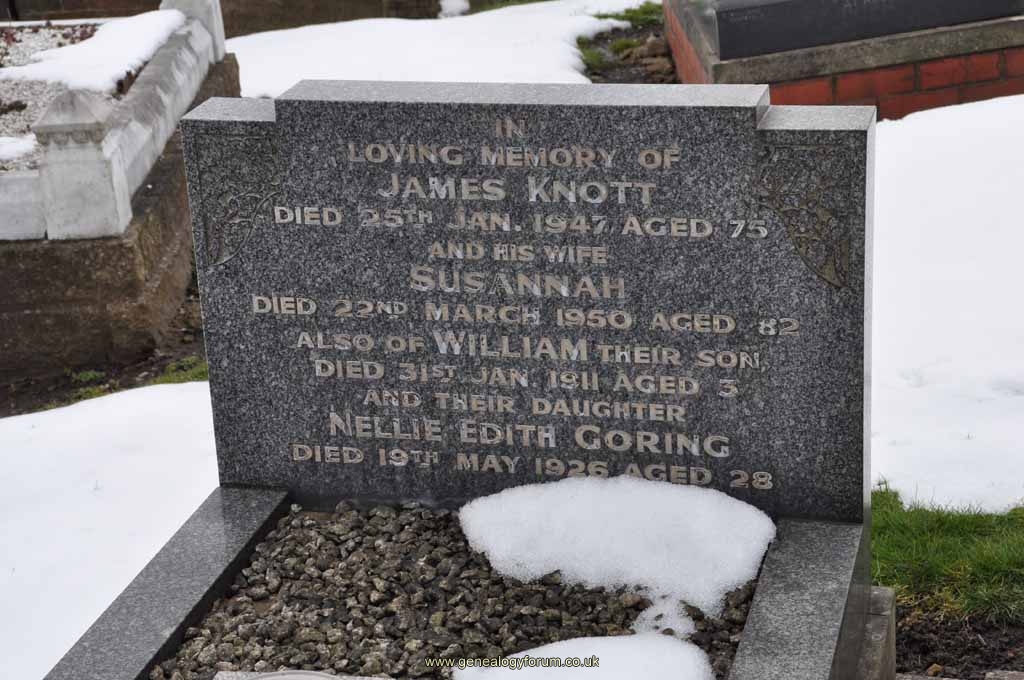 IN
LOVING MEMORY OF
JAMES KNOTT
DIED 25TH JAN. 1947 AGED 75
AND HIS WIFE
SUSANNAH
DIED 22ND MARCH 1950 AGED 82
ALSO OF WILLIAM THEIR SON,
DIED 31ST JAN. 1911 AGED 3
AND THEIR DAUGHTER
NELLIE EDITH GORING
DIED 19TH MAY 1926 AGED 28
www.genealogyforum.co.uk